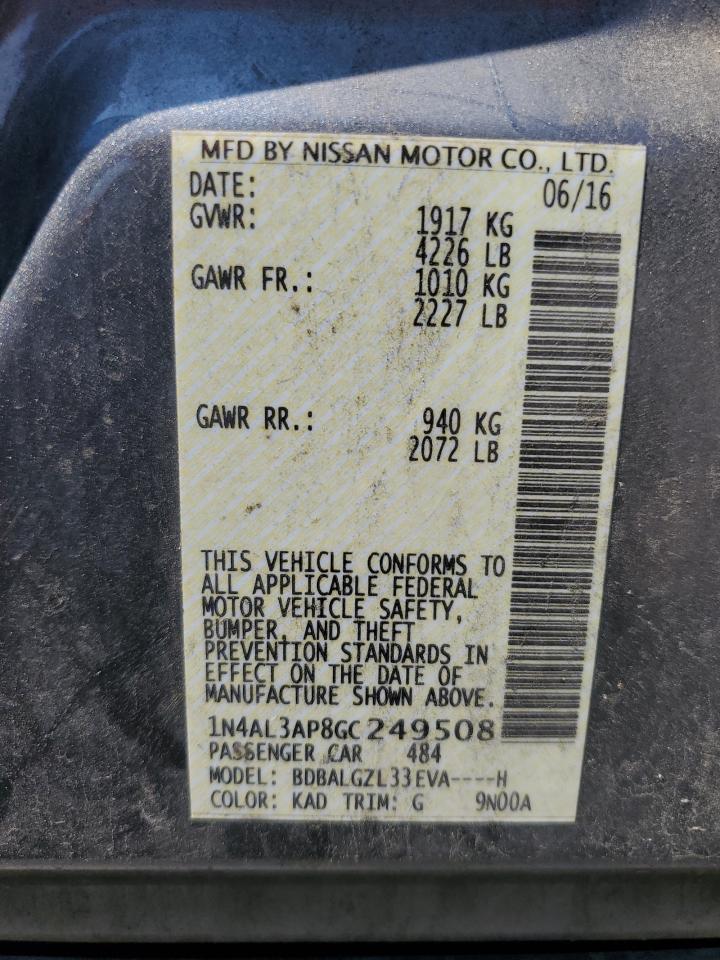 MFD BY NISSAN MOTOR CO., LTD.
DATE: 06/16
GVWR: 1917 KG
4226 LB
GAWR FR.: 1010 KG
2227 LB
GAWR RR.: 940 KG
2072 LB
THIS VEHICLE CONFORMS TO
ALL APPLICABLE FEDERAL
MOTOR VEHICLE SAFETY,
BUMPER, AND THEFT
PREVENTION STANDARDS IN
EFFECT ON THE DATE OF
MANUFACTURE SHOWN ABOVE.
1N4AL3AP8GC249508
PASSENGER CAR 484
MODEL: BDBALGZL33EVA----H
COLOR: KAD TRIM: G 9N00A